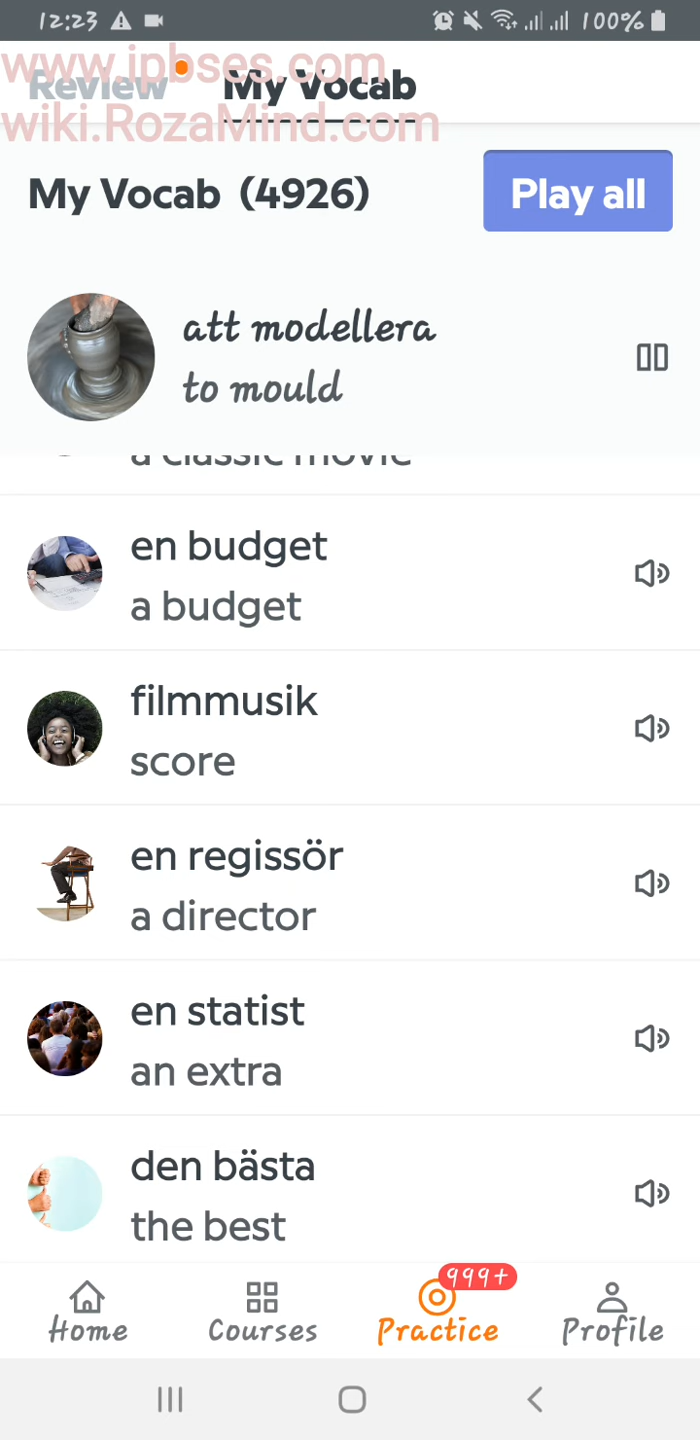 12:23
100%
www.ipbses.com
Review My Vocab
wiki.RozaMind.com
My Vocab (4926)
Play all
att modellera
to mould
a classic movie
en budget
a budget
filmmusik
score
en regissör
a director
en statist
an extra
den bästa
the best
999+
Home Courses Practice Profile